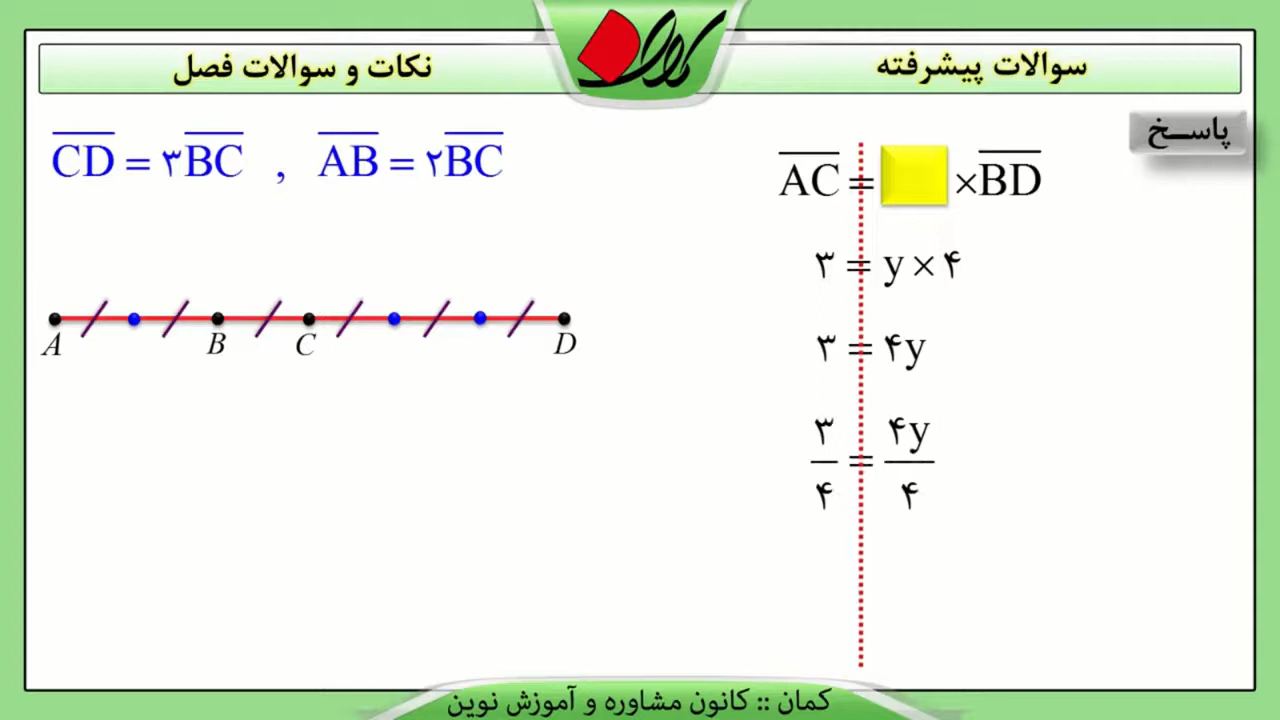 سوالات پیشرفته
نکات و سوالات فصل
پاسـخ
CD = ۳BC , AB = ۲BC
AC = ×BD
۳ = y × ۴
۳ = ۴y
۳/۴ = ۴y/۴
A B C D
کمان :: کانون مشاوره و آموزش نوین